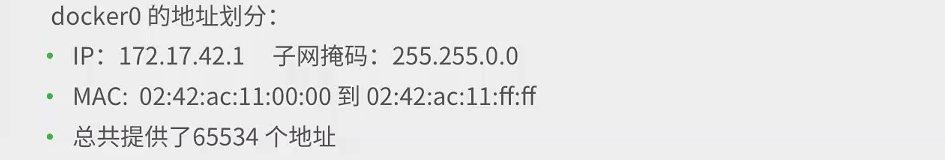 docker0 的地址划分：
• IP：172.17.42.1 子网掩码：255.255.0.0
• MAC: 02:42:ac:11:00:00 到 02:42:ac:11:ff:ff
• 总共提供了65534 个地址